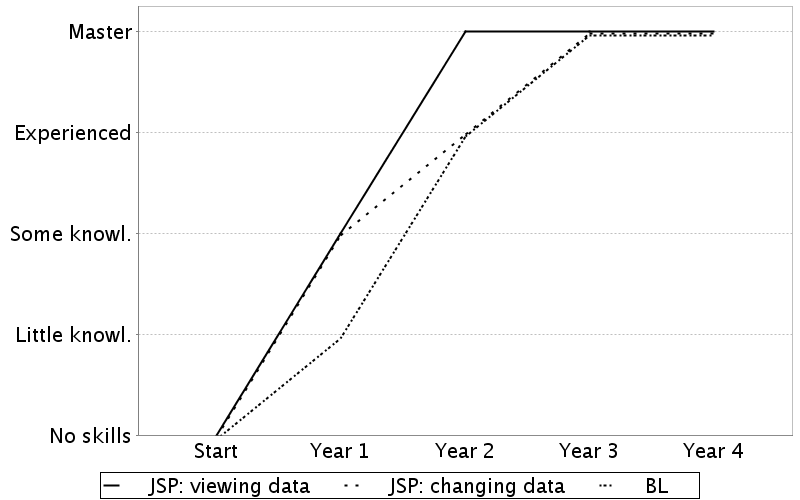 Master
Experienced
Some knowl.
Little knowl.
No skills
Start Year 1 Year 2 Year 3 Year 4
JSP: viewing data JSP: changing data BL